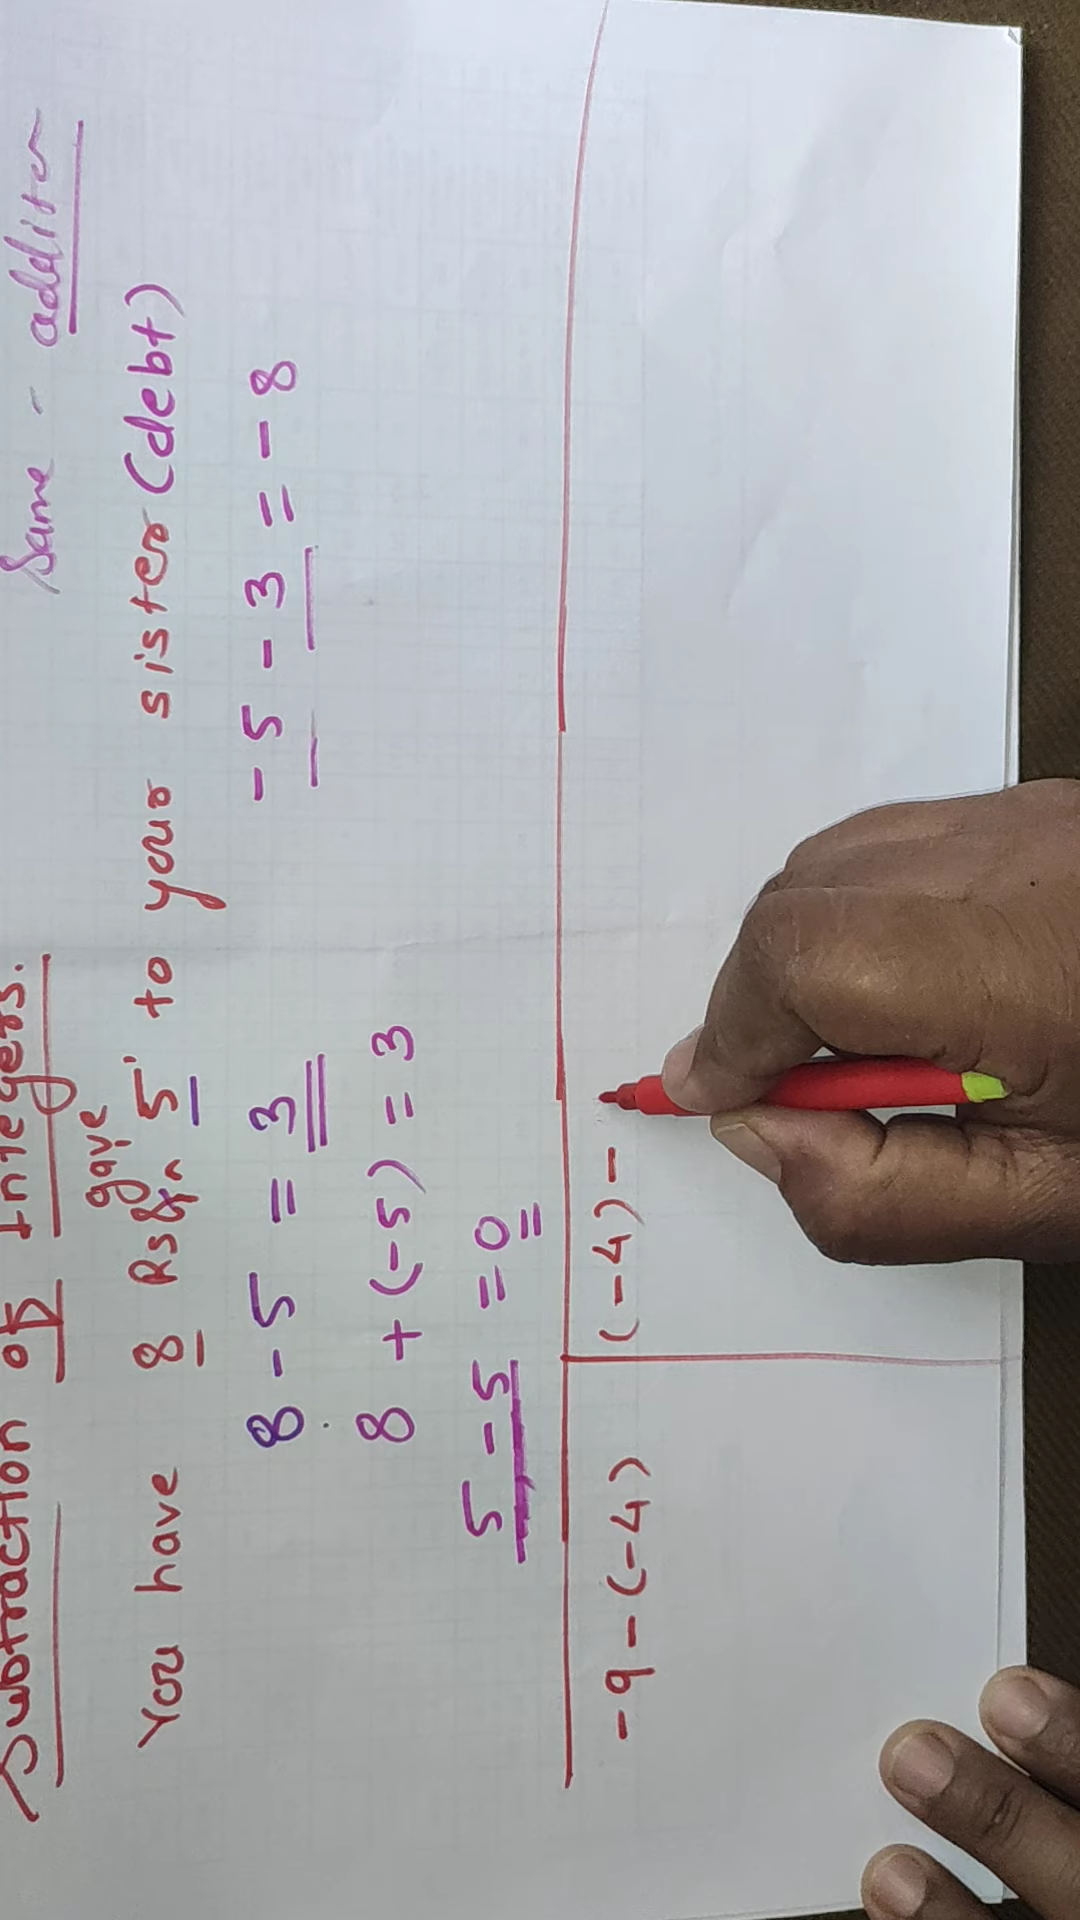 Subtraction of Integers.
Same - additon
gave
You have 8 Rs 5 to your sister (debt)
8 - 5 = 3
- 5 - 3 = - 8
8 + (-5) = 3
5 - 5 = 0
- 9 - (-4)
(-4) -